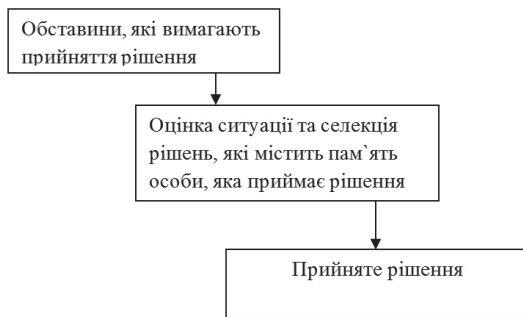 Обставини, які вимагають
прийняття рішення
Оцінка ситуації та селекція
рішень, які містить пам`ять
особи, яка приймає рішення
Прийняте рішення